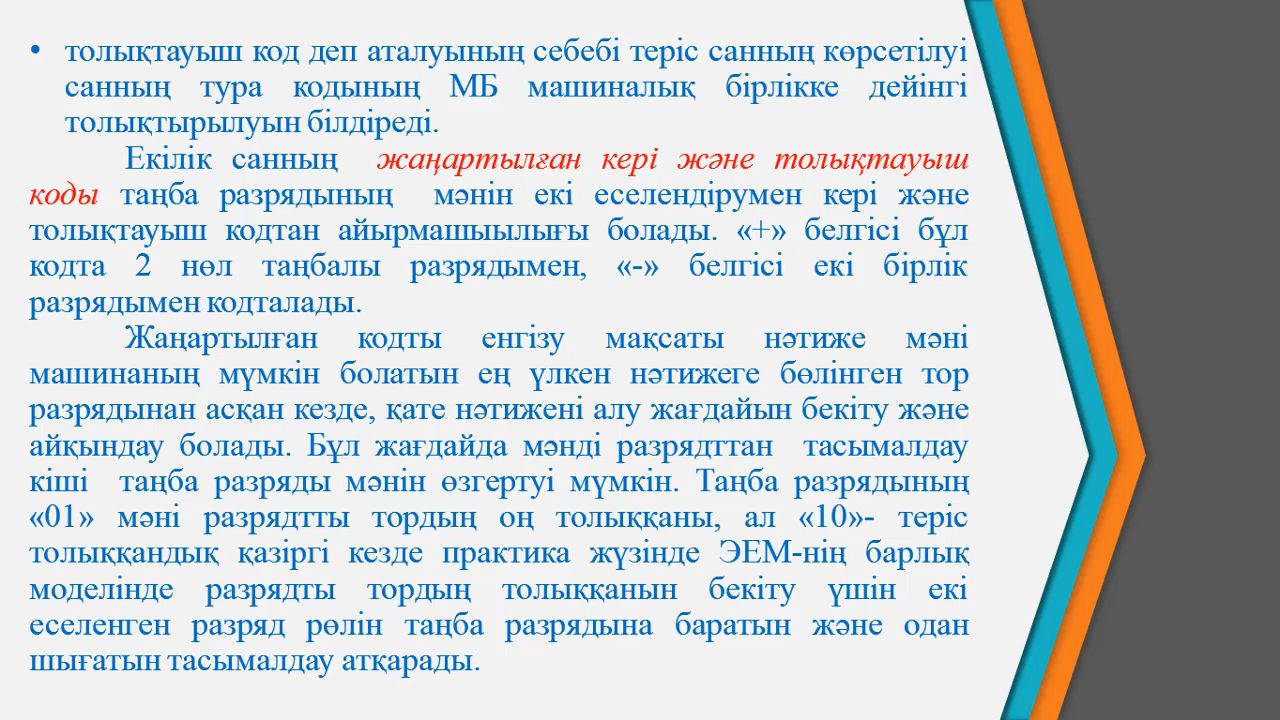 • толықтауыш код деп аталуының себебі теріс санның көрсетілуі
санның тура кодының МБ машиналық бірлікке дейінгі
толықтырылуын білдіреді.
Екілік санның жаңартылған кері және толықтауыш
коды таңба разрядының мәнін екі еселендірумен кері және
толықтауыш кодтан айырмашыылығы болады. «+» белгісі бұл
кодта 2 нөл таңбалы разрядымен, «-» белгісі екі бірлік
разрядымен кодталады.
Жаңартылған кодты енгізу мақсаты нәтиже мәні
машинаның мүмкін болатын ең үлкен нәтижеге бөлінген тор
разрядынан асқан кезде, қате нәтижені алу жағдайын бекіту және
айқындау болады. Бұл жағдайда мәнді разрядттан тасымалдау
кіші таңба разряды мәнін өзгертуі мүмкін. Таңба разрядының
«01» мәні разрядтты тордың оң толыққаны, ал «10»- теріс
толыққандық қазіргі кезде практика жүзінде ЭЕМ-нің барлық
моделінде разрядты тордың толыққанын бекіту үшін екі
еселенген разряд рөлін таңба разрядына баратын және одан
шығатын тасымалдау атқарады.